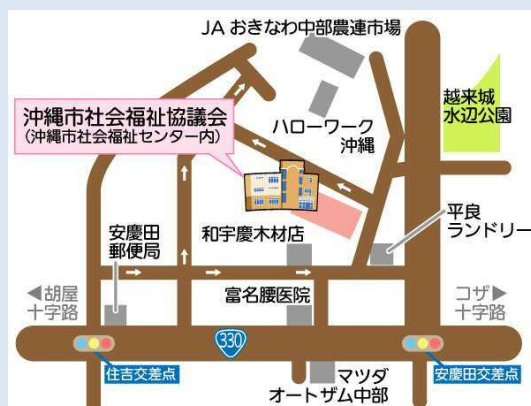 JAおきなわ中部農連市場
沖縄市社会福祉協議会
(沖縄市社会福祉センター内)
ハローワーク
沖縄
越来城
水辺公園
安慶田
郵便局
和宇慶木材店
平良
ランドリー
◀胡屋
十字路
富名腰医院
コザ▶
十字路
330
住吉交差点
マツダ
オートザム中部
安慶田交差点